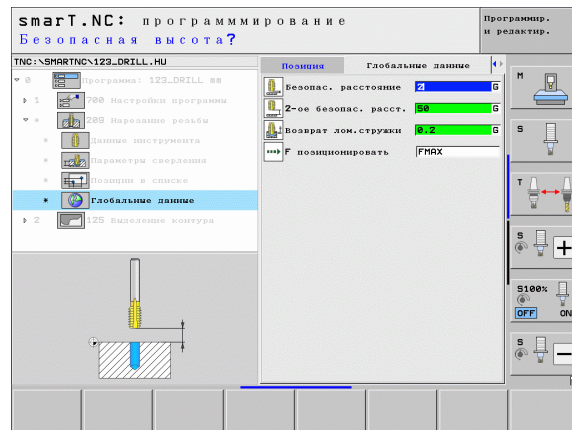 smarT.NC: программмирование
Программир. и редактир.
Безопасная высота?
TNC:\SMARTNC\123_DRILL.HU
Позиция
Глобальные данные
0 Программа: 123_DRILL mm
1 700 Настройки программы
* 209 Нарезание резьбы
* Данные инструмента
* Параметры сверления
* Позиции в списке
* Глобальные данные
2 125 Выделение контура
Безопас. расстояние 2 G
2-ое безопас. расст. 50 G
Возврат лом.стружки 0.2 G
F позиционировать FMAX
M
S
T
S
+
S100%
OFF ON
S
−